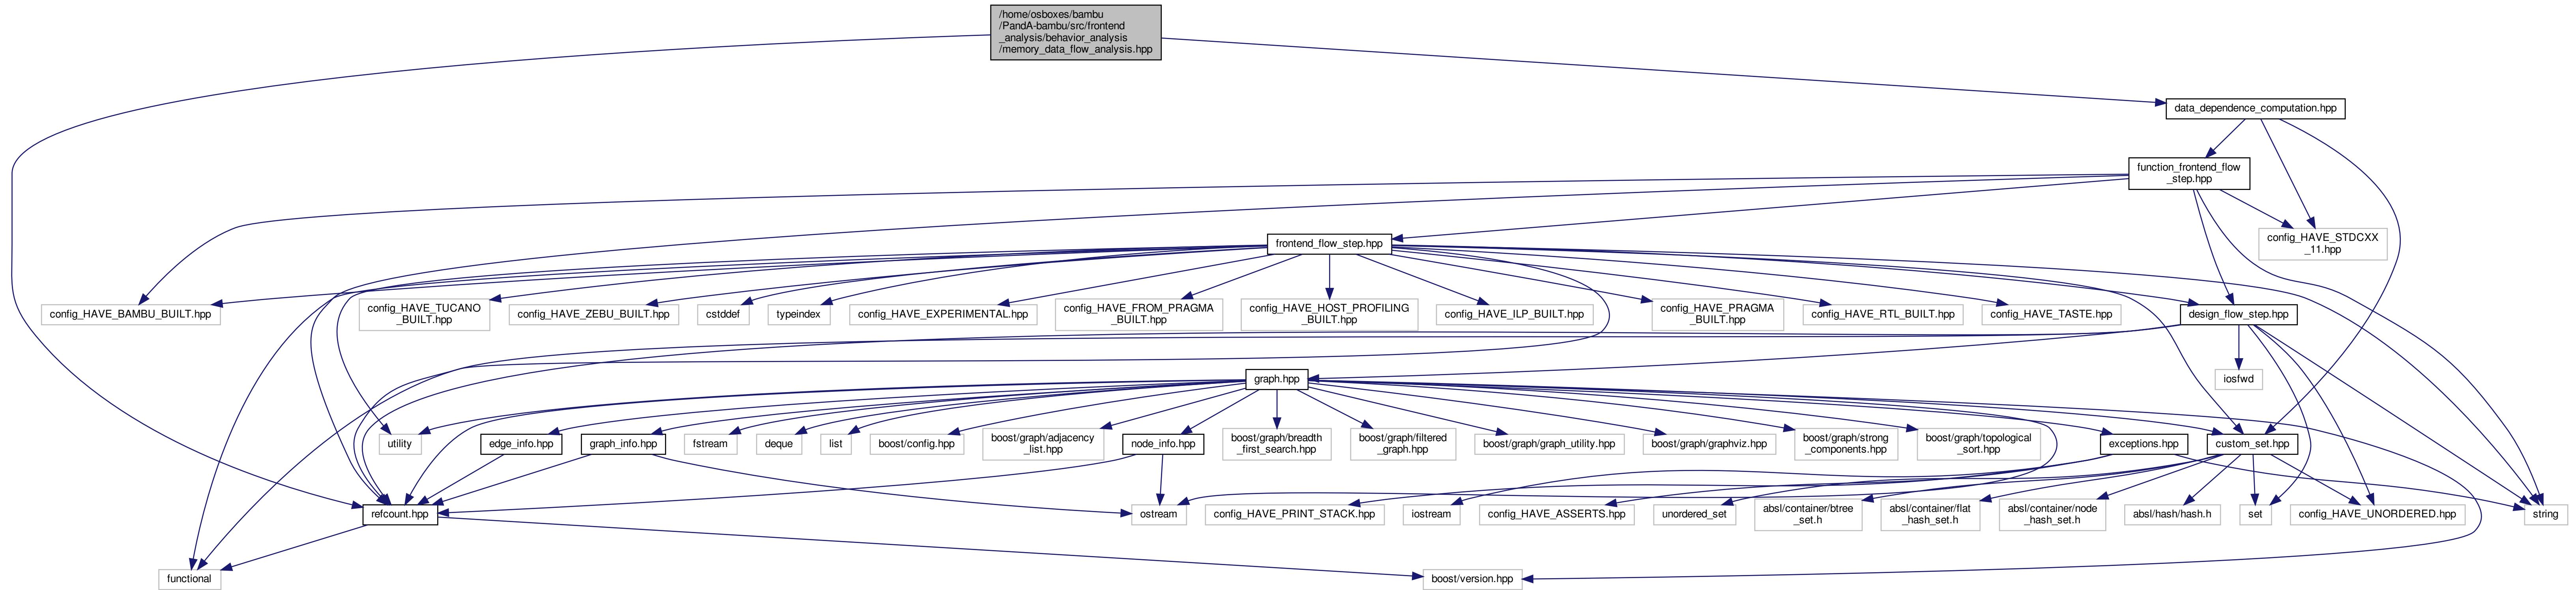 /home/osboxes/bambu
/PandA-bambu/src/frontend
_analysis/behavior_analysis
/memory_data_flow_analysis.hpp
data_dependence_computation.hpp
function_frontend_flow
_step.hpp
frontend_flow_step.hpp
config_HAVE_STDCXX
_11.hpp
config_HAVE_BAMBU_BUILT.hpp
config_HAVE_TUCANO
_BUILT.hpp
config_HAVE_ZEBU_BUILT.hpp
cstddef
typeindex
config_HAVE_EXPERIMENTAL.hpp
config_HAVE_FROM_PRAGMA
_BUILT.hpp
config_HAVE_HOST_PROFILING
_BUILT.hpp
config_HAVE_ILP_BUILT.hpp
config_HAVE_PRAGMA
_BUILT.hpp
config_HAVE_RTL_BUILT.hpp
config_HAVE_TASTE.hpp
design_flow_step.hpp
graph.hpp
iosfwd
utility
edge_info.hpp
graph_info.hpp
fstream
deque
list
boost/config.hpp
boost/graph/adjacency
_list.hpp
node_info.hpp
boost/graph/breadth
_first_search.hpp
boost/graph/filtered
_graph.hpp
boost/graph/graph_utility.hpp
boost/graph/graphviz.hpp
boost/graph/strong
_components.hpp
boost/graph/topological
_sort.hpp
exceptions.hpp
custom_set.hpp
refcount.hpp
ostream
config_HAVE_PRINT_STACK.hpp
iostream
config_HAVE_ASSERTS.hpp
unordered_set
absl/container/btree
_set.h
absl/container/flat
_hash_set.h
absl/container/node
_hash_set.h
absl/hash/hash.h
set
config_HAVE_UNORDERED.hpp
string
functional
boost/version.hpp